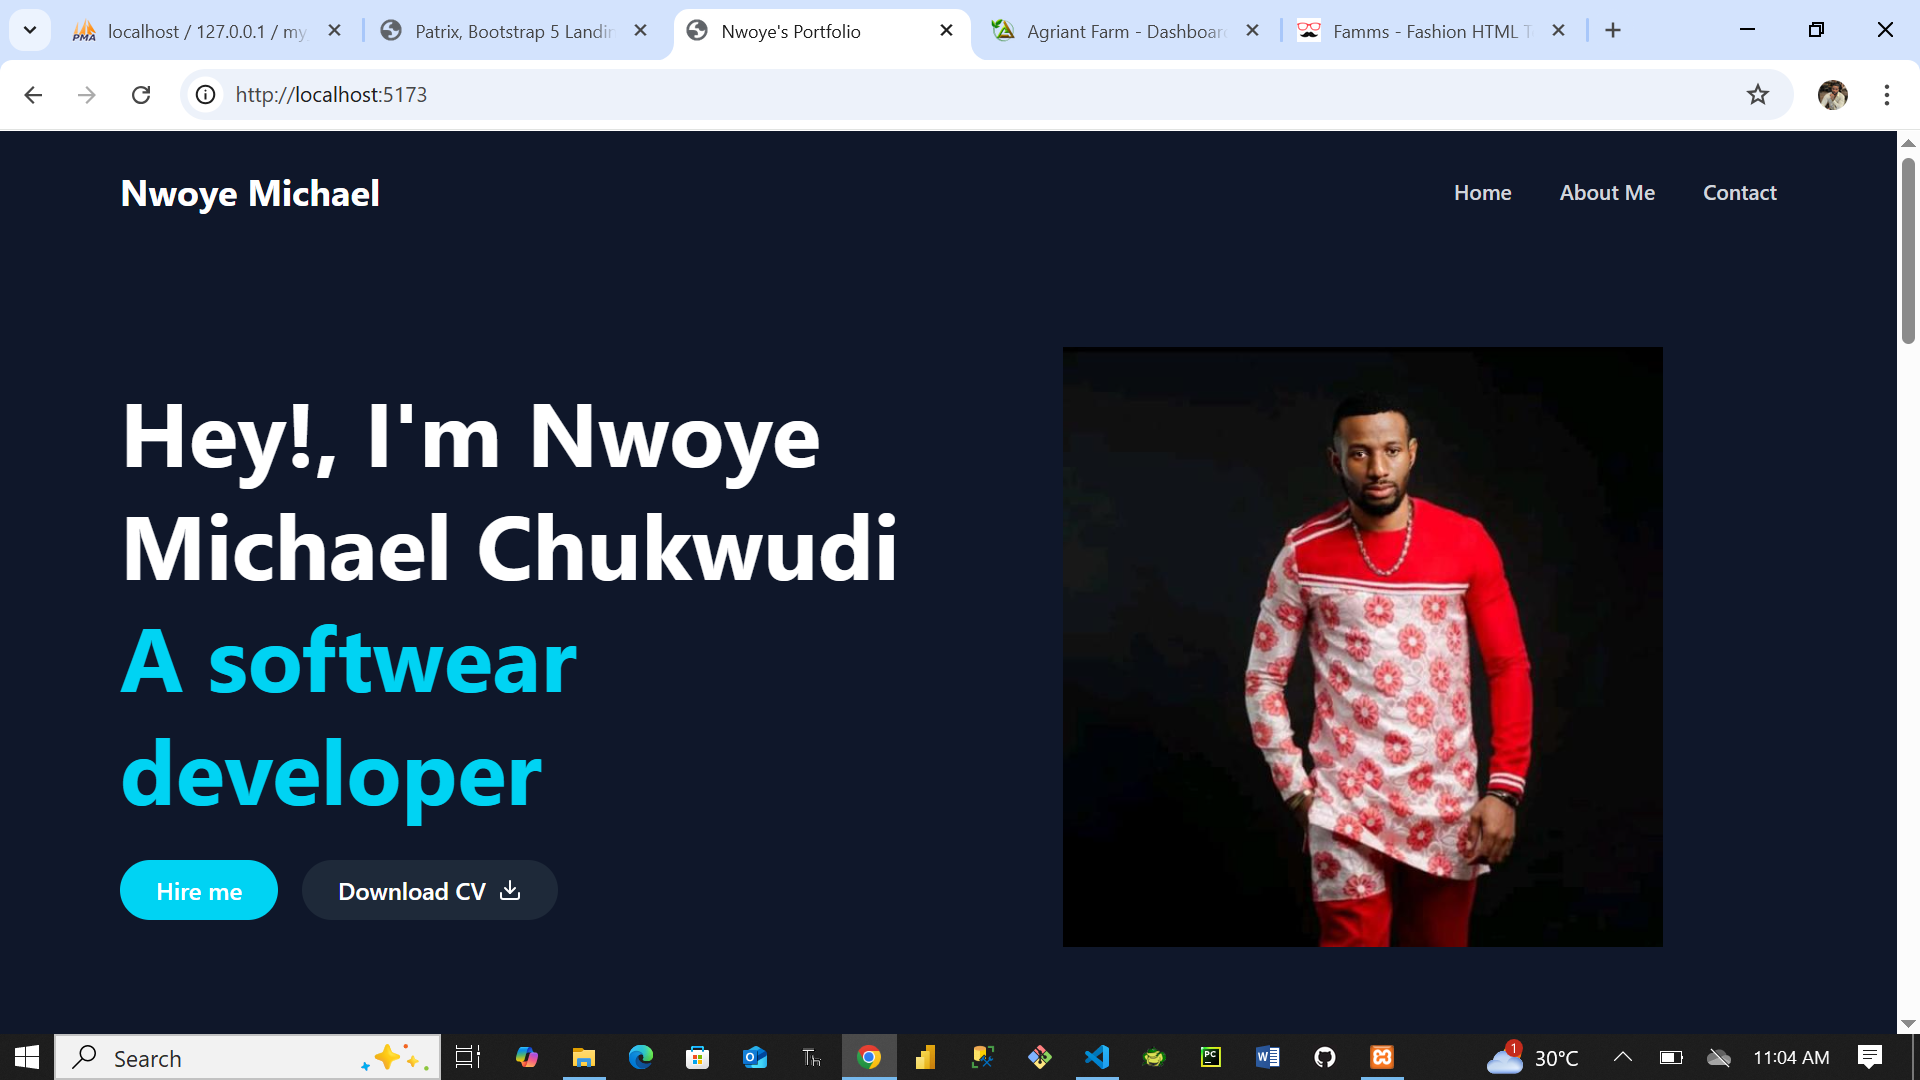 localhost / 127.0.0.1 / my
Patrix, Bootstrap 5 Landin
Nwoye's Portfolio
Agriant Farm - Dashboar
Famms - Fashion HTML T
http://localhost:5173
Nwoye Michael
Home
About Me
Contact
Hey!, I'm Nwoye
Michael Chukwudi
A softwear
developer
Hire me
Download CV
Search
1
30°C
11:04 AM